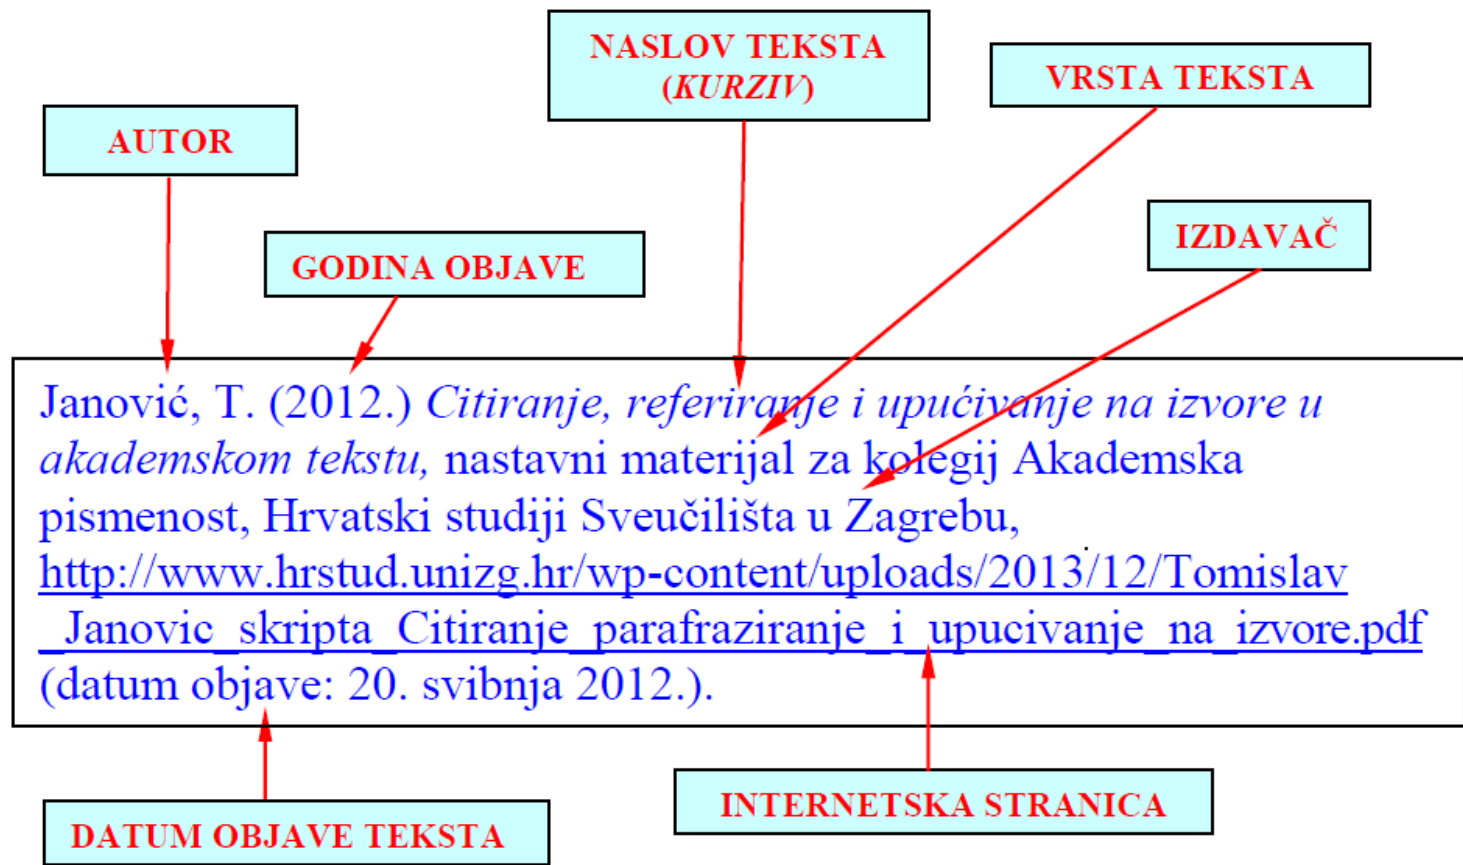 NASLOV TEKSTA
(KURZIV)
VRSTA TEKSTA
AUTOR
IZDAVAČ
GODINA OBJAVE
Janović, T. (2012.) Citiranje, referiranje i upućivanje na izvore u
akademskom tekstu, nastavni materijal za kolegij Akademska
pismenost, Hrvatski studiji Sveučilišta u Zagrebu,
http://www.hrstud.unizg.hr/wp-content/uploads/2013/12/Tomislav
_Janovic_skripta_Citiranje_parafraziranje_i_upucivanje_na_izvore.pdf
(datum objave: 20. svibnja 2012.).
INTERNETSKA STRANICA
DATUM OBJAVE TEKSTA